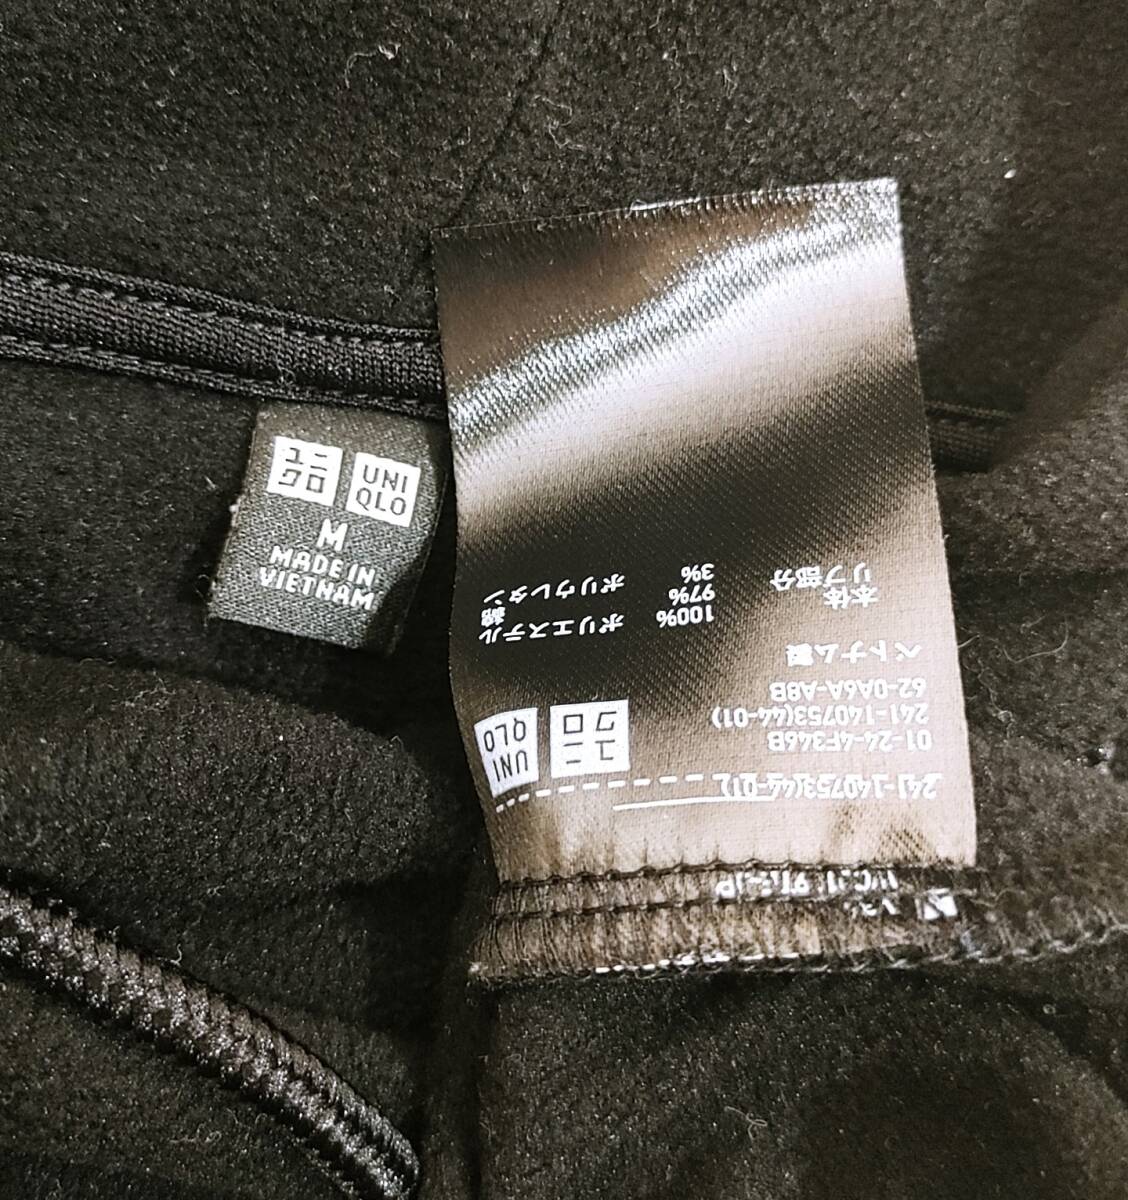 ユニ
クロ
UNI
QLO
M
MADE IN
VIETNAM
241-140753(44-01)
UNI
QLO
ユニ
クロ
01-24-4F346B
241-140753(44-01)
62-0A6A-A8B
ベトナム製
本体 100% ポリエステル
リブ部分 97% 綿
3% ポリウレタン